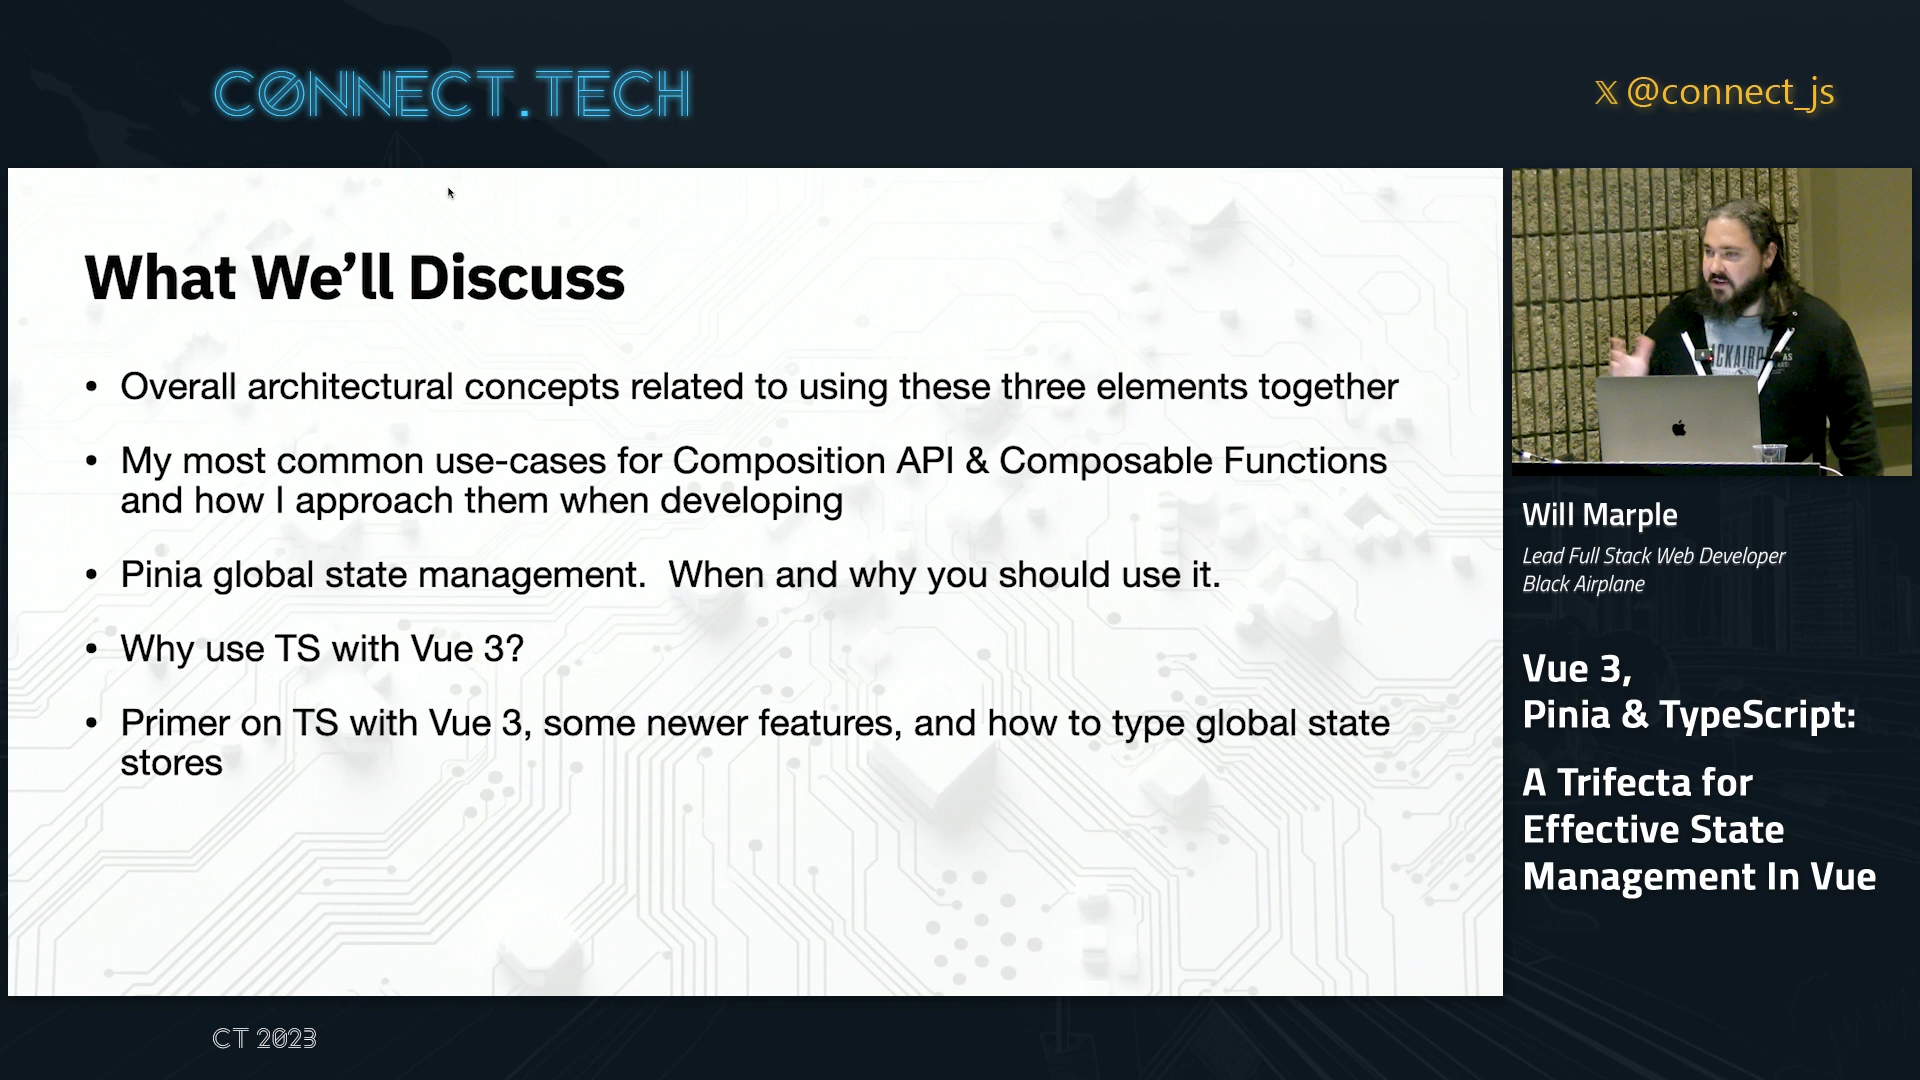 CONNECT.TECH
𝕏 @connect_js
What We’ll Discuss
• Overall architectural concepts related to using these three elements together
• My most common use-cases for Composition API & Composable Functions
and how I approach them when developing
• Pinia global state management.  When and why you should use it.
• Why use TS with Vue 3?
• Primer on TS with Vue 3, some newer features, and how to type global state
stores
Will Marple
Lead Full Stack Web Developer
Black Airplane
Vue 3,
Pinia & TypeScript:
A Trifecta for
Effective State
Management In Vue
CT 2023